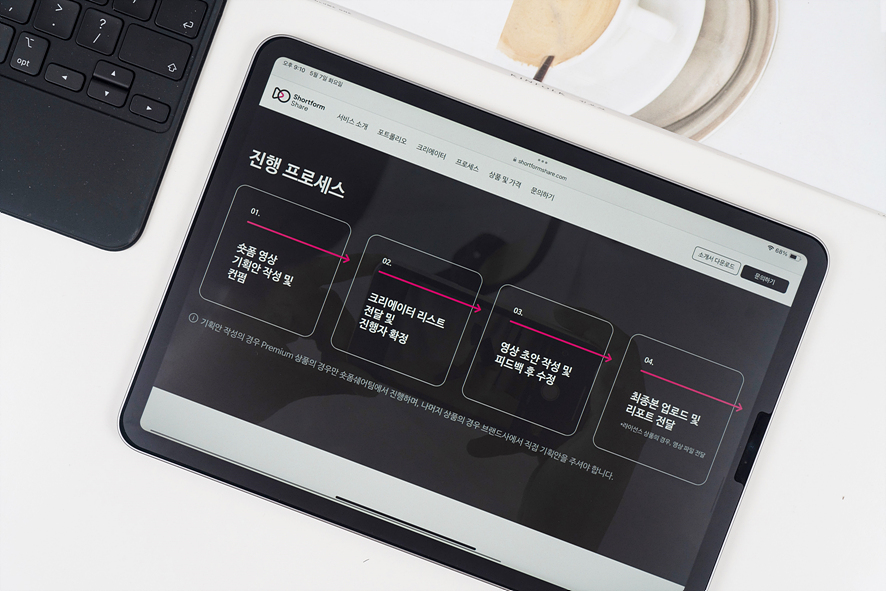 오후 9:10 5월 7일 화요일
68%
shortformshare.com
Shortform
Share
서비스 소개
포트폴리오
크리에이터
프로세스
상품 및 가격
문의하기
소개서 다운로드
문의하기
진행 프로세스
01.
숏폼 영상
기획안 작성 및
컨펌
02.
크리에이터 리스트
전달 및
진행자 확정
03.
영상 초안 작성 및
피드백 후 수정
04.
최종본 업로드 및
리포트 전달
*라이선스 상품의 경우, 영상 파일 전달
기획안 작성의 경우 Premium 상품의 경우만 숏폼쉐어팀에서 진행하며, 나머지 상품의 경우 브랜드사에서 직접 기획안을 주셔야 합니다.
>
.
?
/
opt